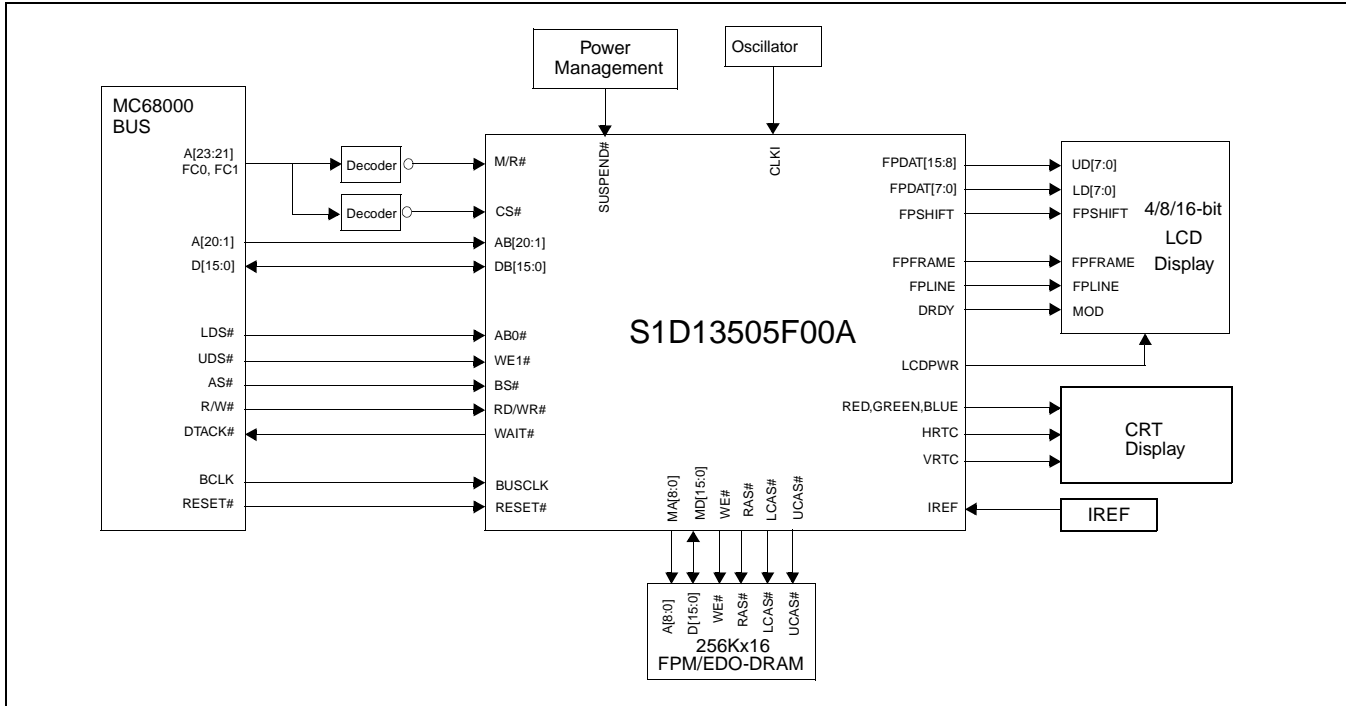 Power
Management
Oscillator
MC68000
BUS
A[23:21]
FC0, FC1
Decoder
Decoder
A[20:1]
D[15:0]
LDS#
UDS#
AS#
R/W#
DTACK#
BCLK
RESET#
SUSPEND#
CLKI
M/R#
CS#
AB[20:1]
DB[15:0]
AB0#
WE1#
BS#
RD/WR#
WAIT#
BUSCLK
RESET#
S1D13505F00A
FPDAT[15:8]
FPDAT[7:0]
FPSHIFT
FPFRAME
FPLINE
DRDY
LCDPWR
RED,GREEN,BLUE
HRTC
VRTC
IREF
UD[7:0]
LD[7:0]
FPSHIFT
FPFRAME
FPLINE
MOD
4/8/16-bit
LCD
Display
CRT
Display
IREF
MA[8:0]
MD[15:0]
WE#
RAS#
LCAS#
UCAS#
A[8:0]
D[15:0]
WE#
RAS#
LCAS#
UCAS#
256Kx16
FPM/EDO-DRAM